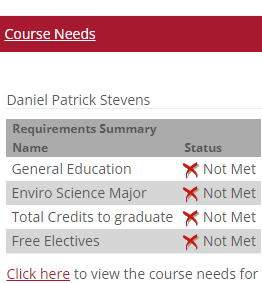 Course Needs
Daniel Patrick Stevens
Requirements Summary
Name Status
General Education Not Met
Enviro Science Major Not Met
Total Credits to graduate Not Met
Free Electives Not Met
Click here to view the course needs for